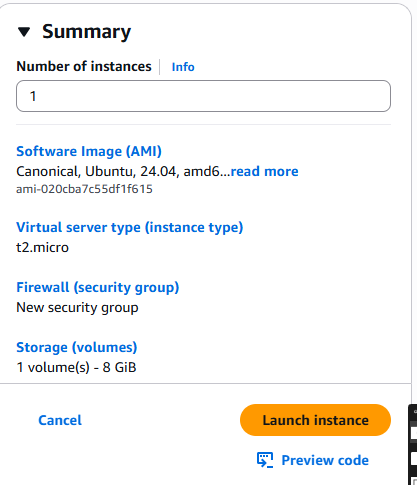 Summary
Number of instances Info
1
Software Image (AMI)
Canonical, Ubuntu, 24.04, amd6...read more
ami-020cba7c55df1f615
Virtual server type (instance type)
t2.micro
Firewall (security group)
New security group
Storage (volumes)
1 volume(s) - 8 GiB
Cancel
Launch instance
Preview code